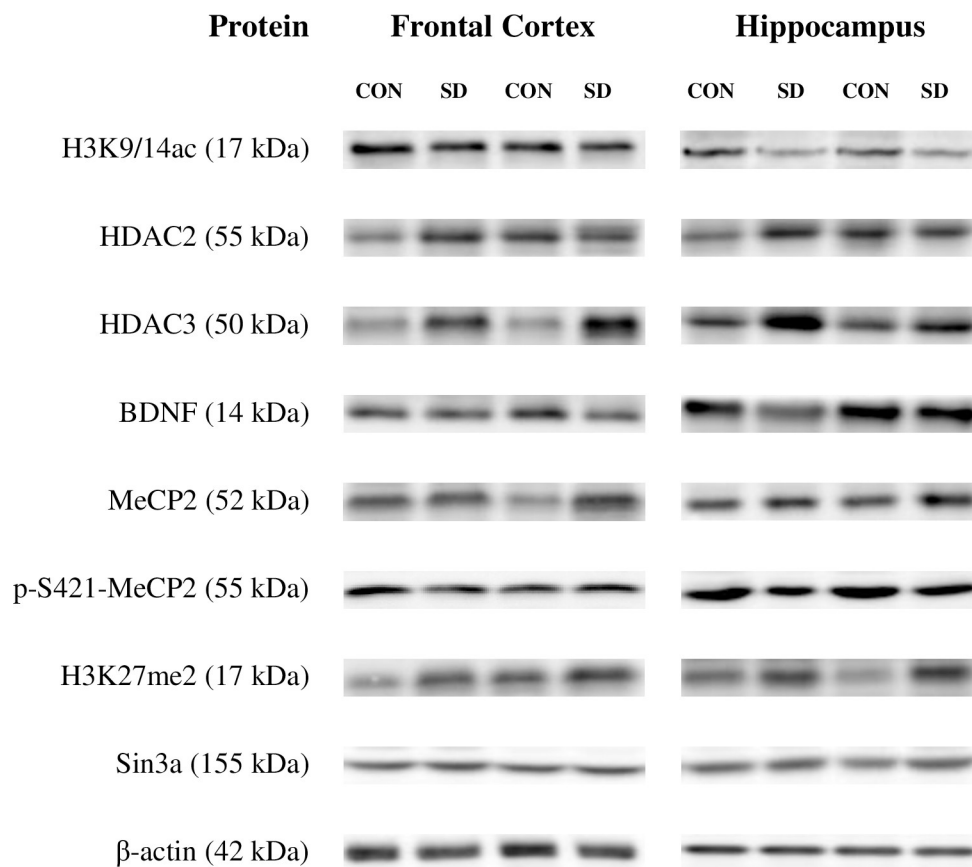 Protein Frontal Cortex Hippocampus
CON SD CON SD CON SD CON SD
H3K9/14ac (17 kDa)
HDAC2 (55 kDa)
HDAC3 (50 kDa)
BDNF (14 kDa)
MeCP2 (52 kDa)
p-S421-MeCP2 (55 kDa)
H3K27me2 (17 kDa)
Sin3a (155 kDa)
β-actin (42 kDa)